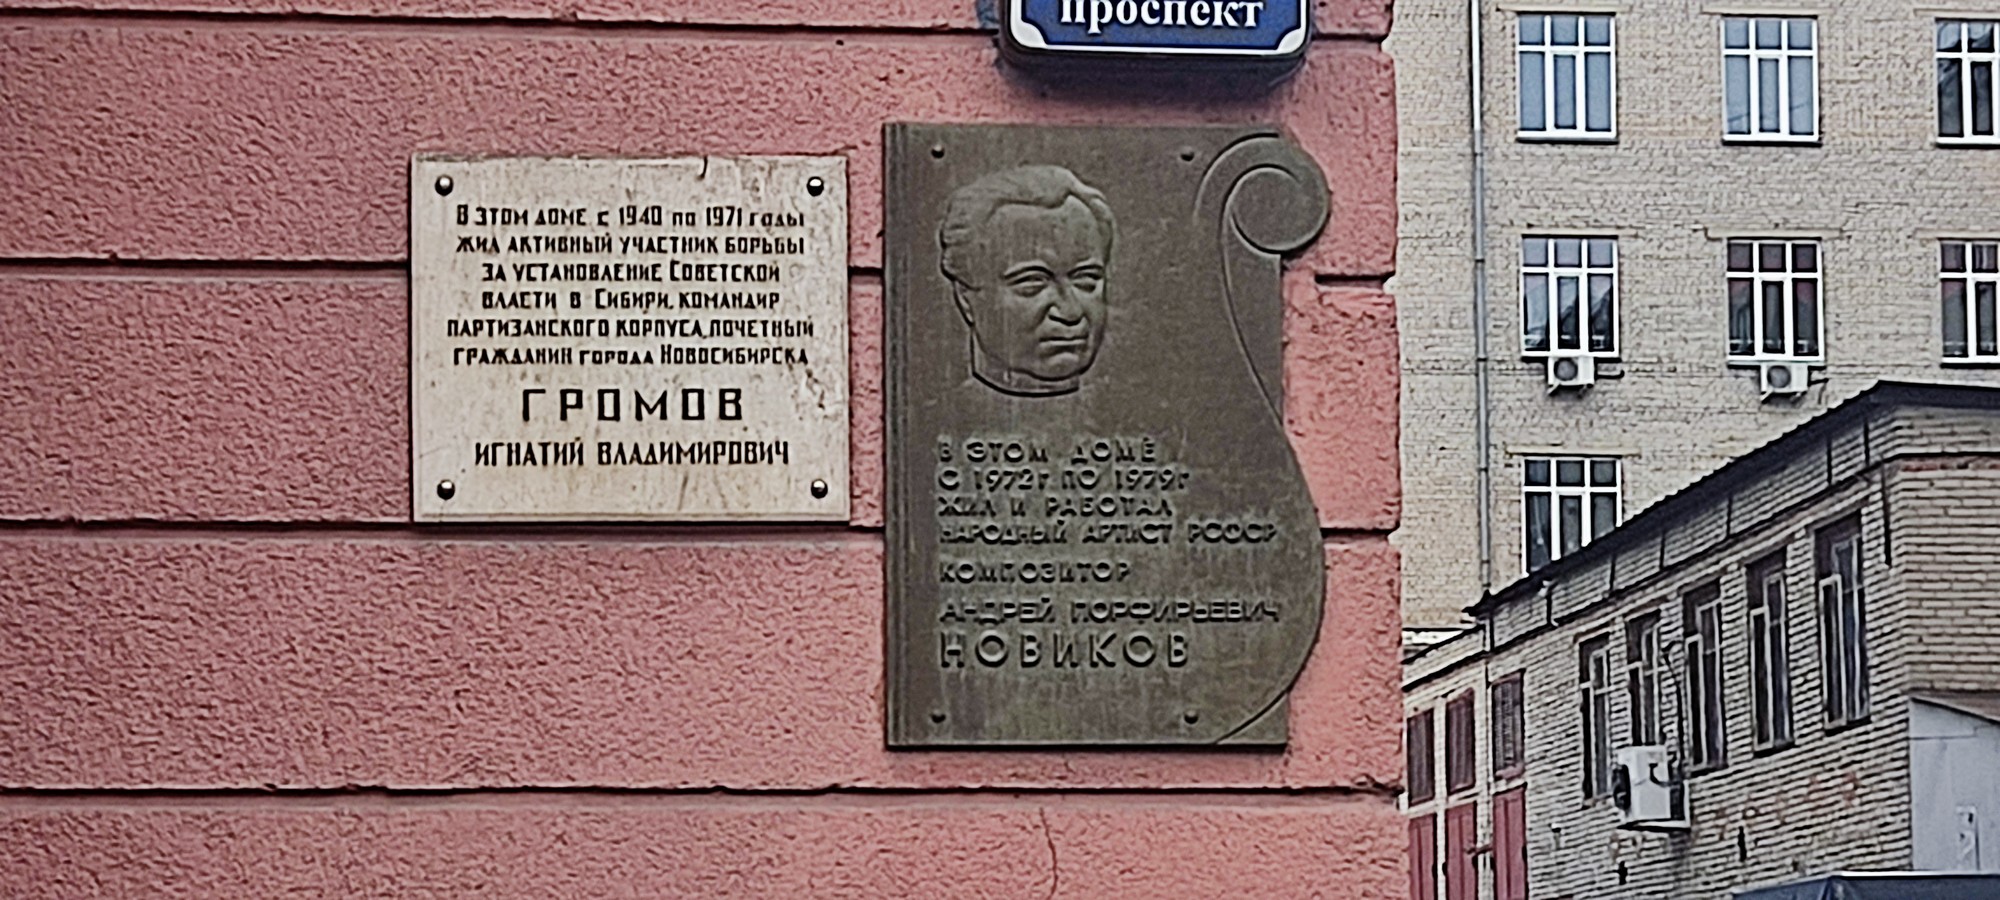 проспект
В ЭТОМ ДОМЕ С 1940 ПО 1971 ГОДЫ
ЖИЛ АКТИВНЫЙ УЧАСТНИК БОРЬБЫ
ЗА УСТАНОВЛЕНИЕ СОВЕТСКОЙ
ВЛАСТИ В СИБИРИ, КОМАНДИР
ПАРТИЗАНСКОГО КОРПУСА, ПОЧЕТНЫЙ
ГРАЖДАНИН ГОРОДА НОВОСИБИРСКА
ГРОМОВ
ИГНАТИЙ ВЛАДИМИРОВИЧ
В ЭТОМ ДОМЕ
С 1972г ПО 1979г
ЖИЛ И РАБОТАЛ
НАРОДНЫЙ АРТИСТ РСФСР
КОМПОЗИТОР
АНДРЕЙ ПОРФИРЬЕВИЧ
НОВИКОВ